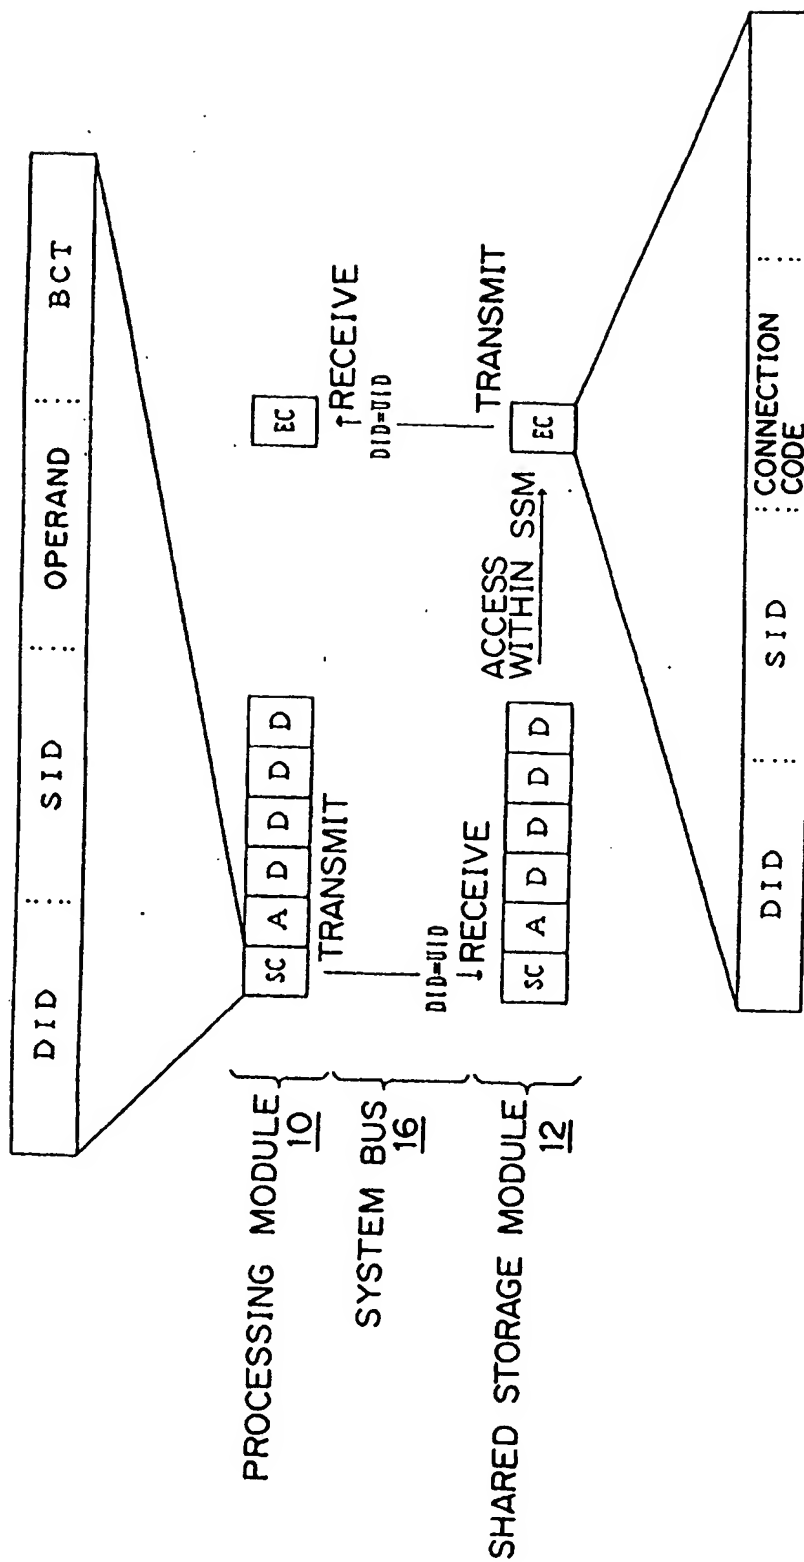 DID SID OPERAND BCT
PROCESSING MODULE
10
SC A D D D D
EC
TRANSMIT
↑RECEIVE
SYSTEM BUS
16
DID=UID
DID=UID
↓RECEIVE
ACCESS
WITHIN SSM
TRANSMIT
SHARED STORAGE MODULE
12
SC A D D D D
EC
DID SID CONNECTION
CODE